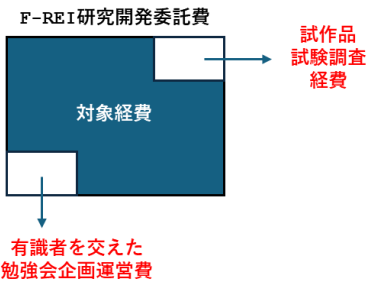 F-REI研究開発委託費
試作品
試験調査
経費
対象経費
有識者を交えた
勉強会企画運営費